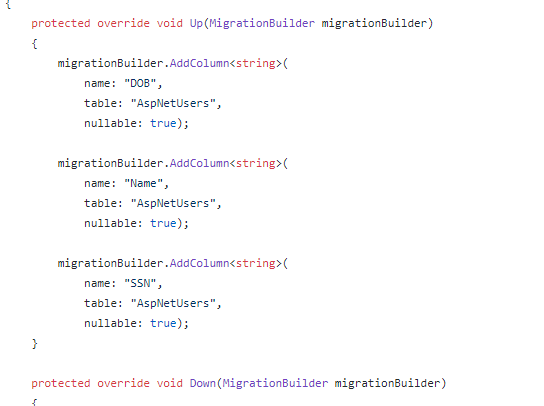 {
    protected override void Up(MigrationBuilder migrationBuilder)
    {
        migrationBuilder.AddColumn<string>(
            name: "DOB",
            table: "AspNetUsers",
            nullable: true);

        migrationBuilder.AddColumn<string>(
            name: "Name",
            table: "AspNetUsers",
            nullable: true);

        migrationBuilder.AddColumn<string>(
            name: "SSN",
            table: "AspNetUsers",
            nullable: true);
    }

    protected override void Down(MigrationBuilder migrationBuilder)
    {